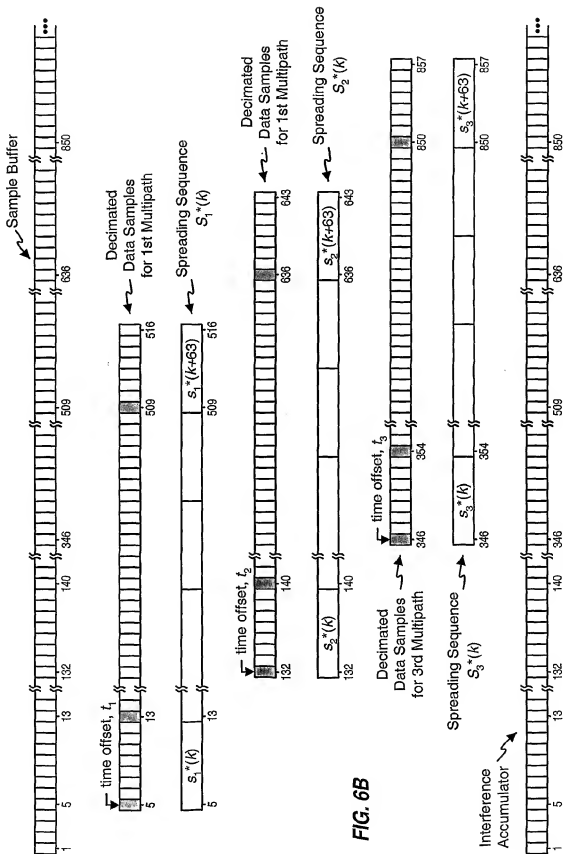 Sample Buffer
1 5 13 132 140 346 509 636 850 •••
time offset, t₁
Decimated
Data Samples
for 1st Multipath
5 13 509 516
Spreading Sequence
S₁*(k)
s₁*(k) s₁*(k+63)
5 13 509 516
time offset, t₂
Decimated
Data Samples
for 1st Multipath
132 140 636 643
Spreading Sequence
S₂*(k)
s₂*(k) s₂*(k+63)
132 140 636 643
time offset, t₃
Decimated
Data Samples
for 3rd Multipath
346 354 850 857
Spreading Sequence
S₃*(k)
s₃*(k) s₃*(k+63)
346 354 850 857
FIG. 6B
Interference
Accumulator
1 5 13 132 140 346 509 636 850 •••